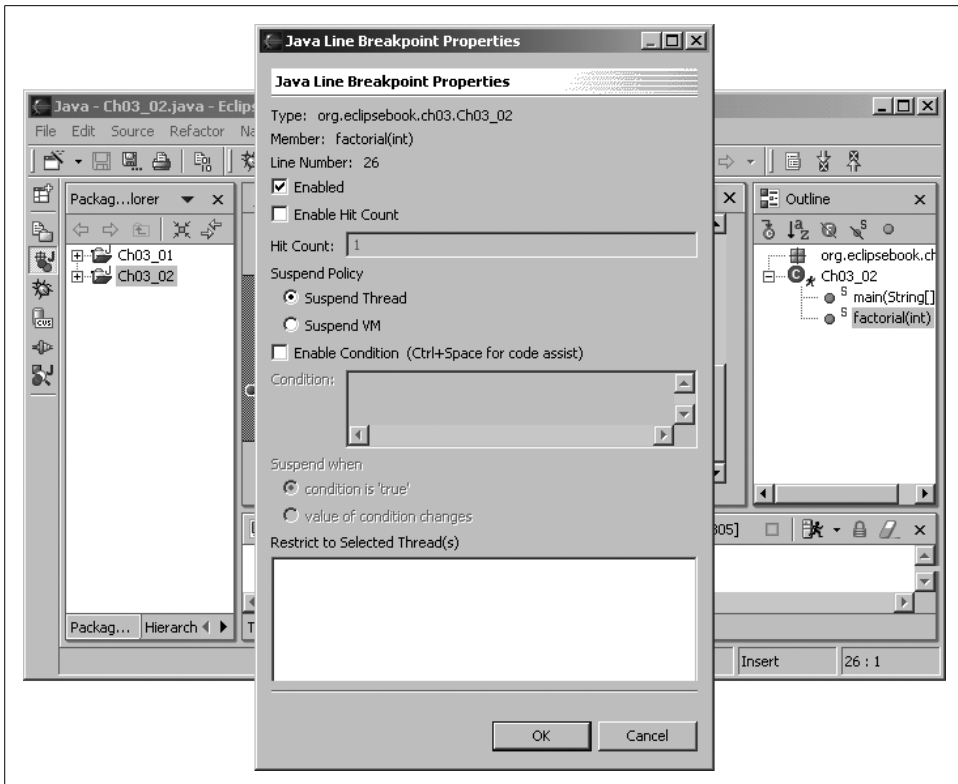 Java Line Breakpoint Properties
Java Line Breakpoint Properties
Type: org.eclipsebook.ch03.Ch03_02
Member: factorial(int)
Line Number: 26
Enabled
Enable Hit Count
Hit Count: 1
Suspend Policy
Suspend Thread
Suspend VM
Enable Condition (Ctrl+Space for code assist)
Condition:
Suspend when
condition is 'true'
value of condition changes
Restrict to Selected Thread(s)
OK Cancel
Java - Ch03_02.java - Eclips
File Edit Source Refactor Na
Packag...lorer
Ch03_01
Ch03_02
Packag... Hierarch
Outline
org.eclipsebook.ch
Ch03_02
main(String[]
factorial(int)
305]
Insert 26 : 1